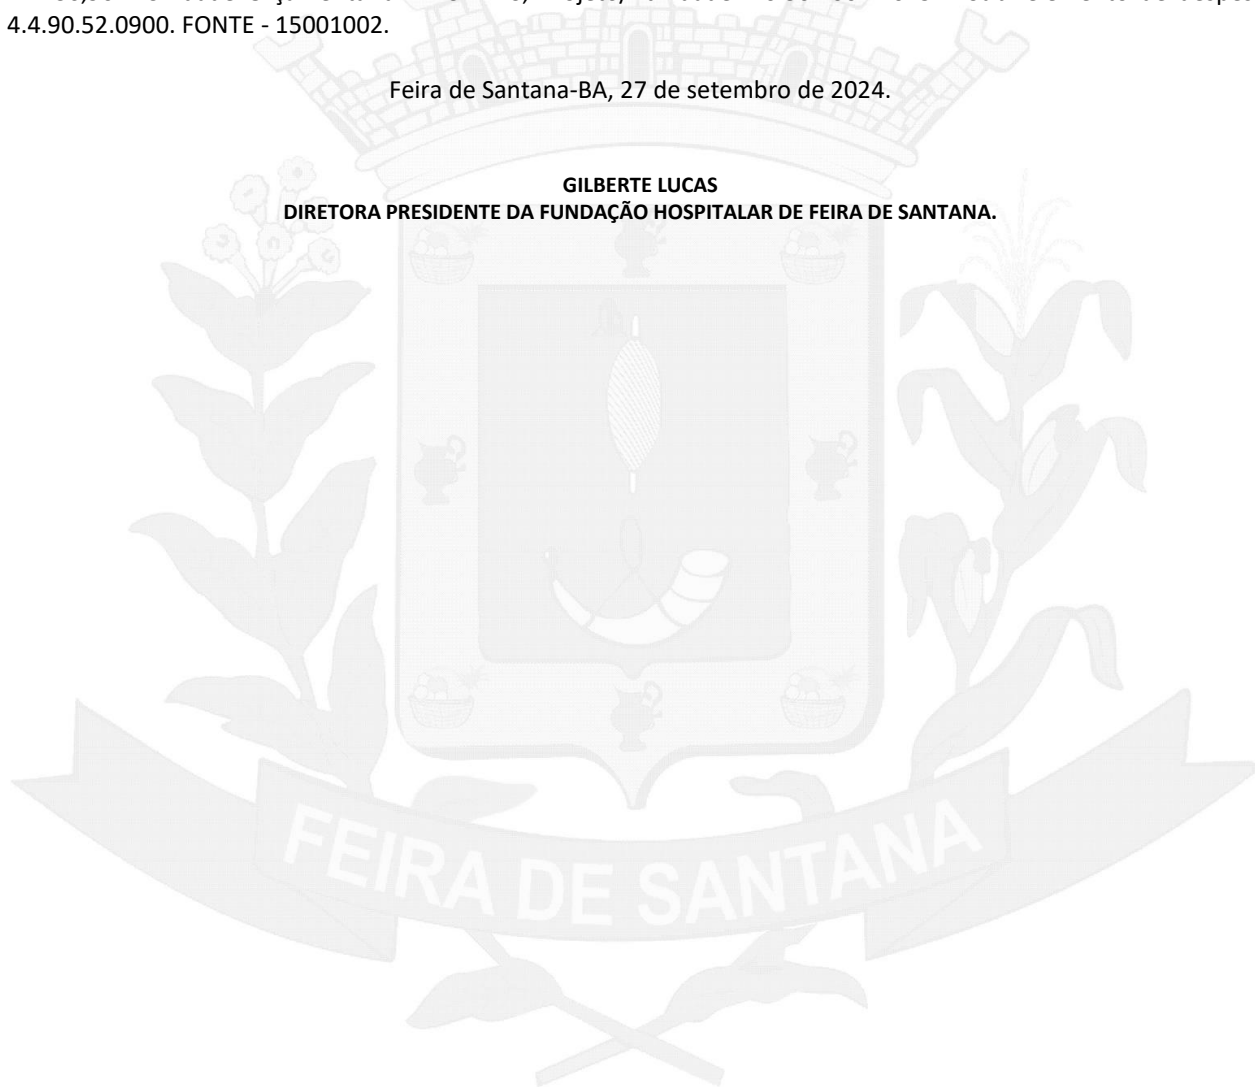 4.4.90.52.0900. FONTE - 15001002.
Feira de Santana-BA, 27 de setembro de 2024.
GILBERTE LUCAS
DIRETORA PRESIDENTE DA FUNDAÇÃO HOSPITALAR DE FEIRA DE SANTANA.
FEIRA DE SANTANA